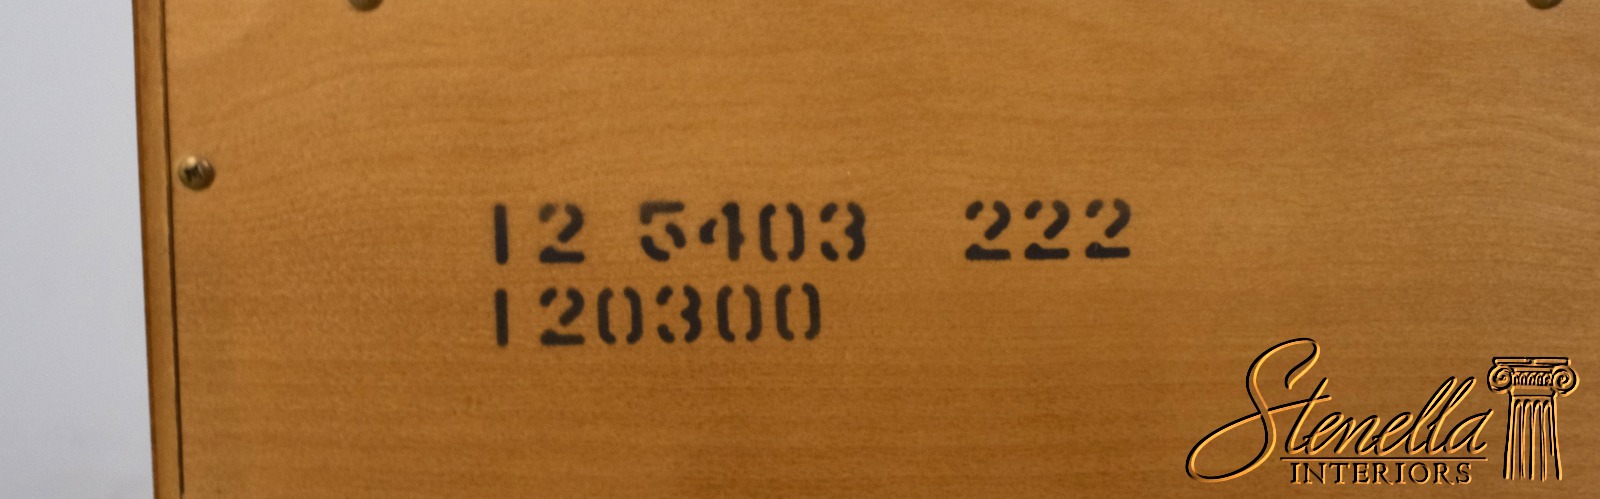 12 5403 222
120300
Stenella
INTERIORS